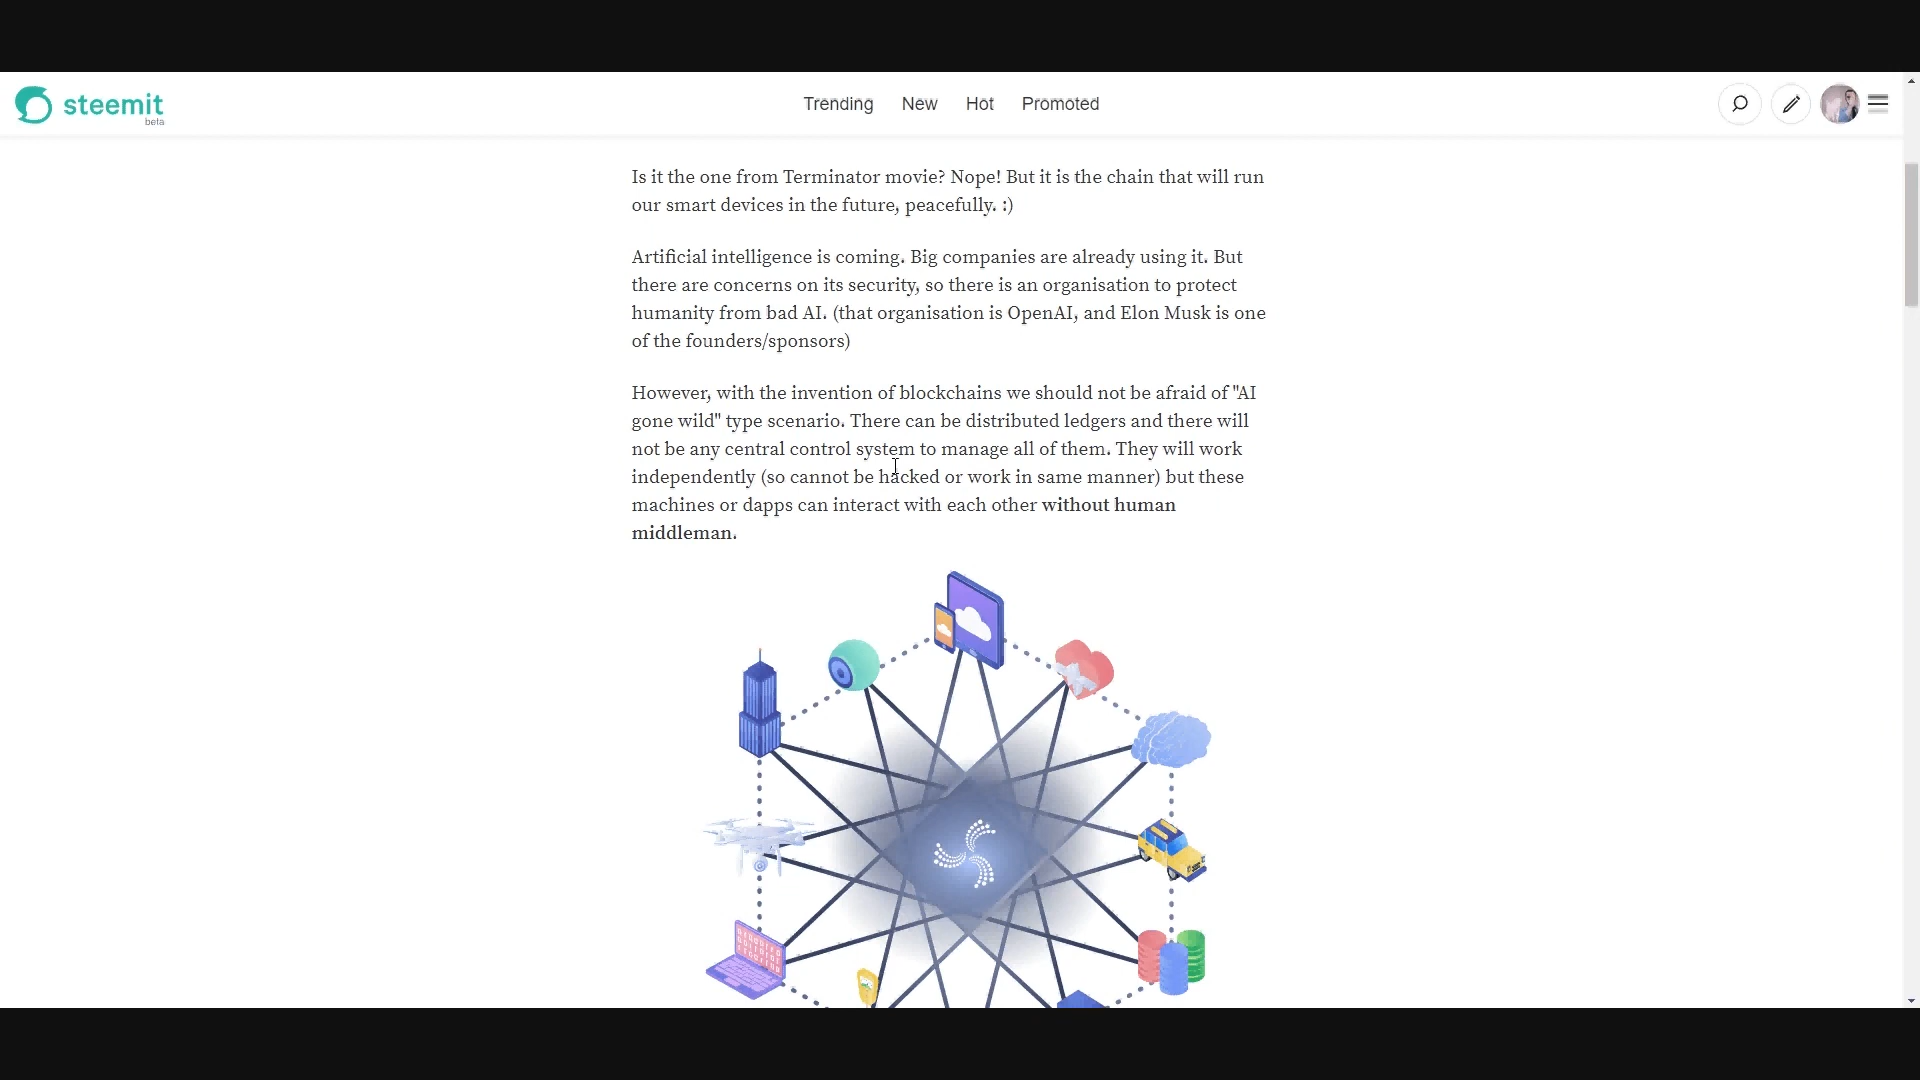 steemit
beta
Trending New Hot Promoted
Is it the one from Terminator movie? Nope! But it is the chain that will run
our smart devices in the future, peacefully. :)
Artificial intelligence is coming. Big companies are already using it. But
there are concerns on its security, so there is an organisation to protect
humanity from bad AI. (that organisation is OpenAI, and Elon Musk is one
of the founders/sponsors)
However, with the invention of blockchains we should not be afraid of "AI
gone wild" type scenario. There can be distributed ledgers and there will
not be any central control system to manage all of them. They will work
independently (so cannot be hacked or work in same manner) but these
machines or dapps can interact with each other without human
middleman.